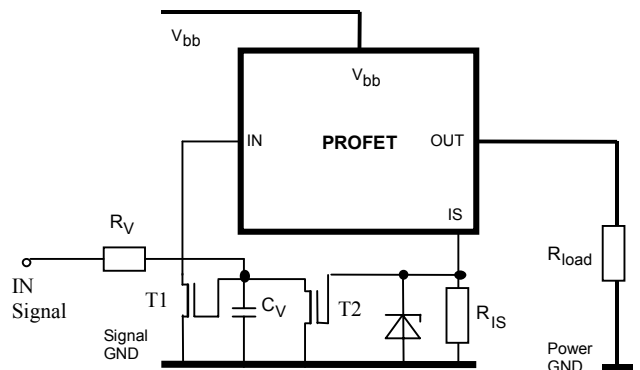 V_bb
V_bb
IN
PROFET
OUT
IS
R_V
IN
Signal
T1
C_V
T2
R_IS
R_load
Signal
GND
Power
GND